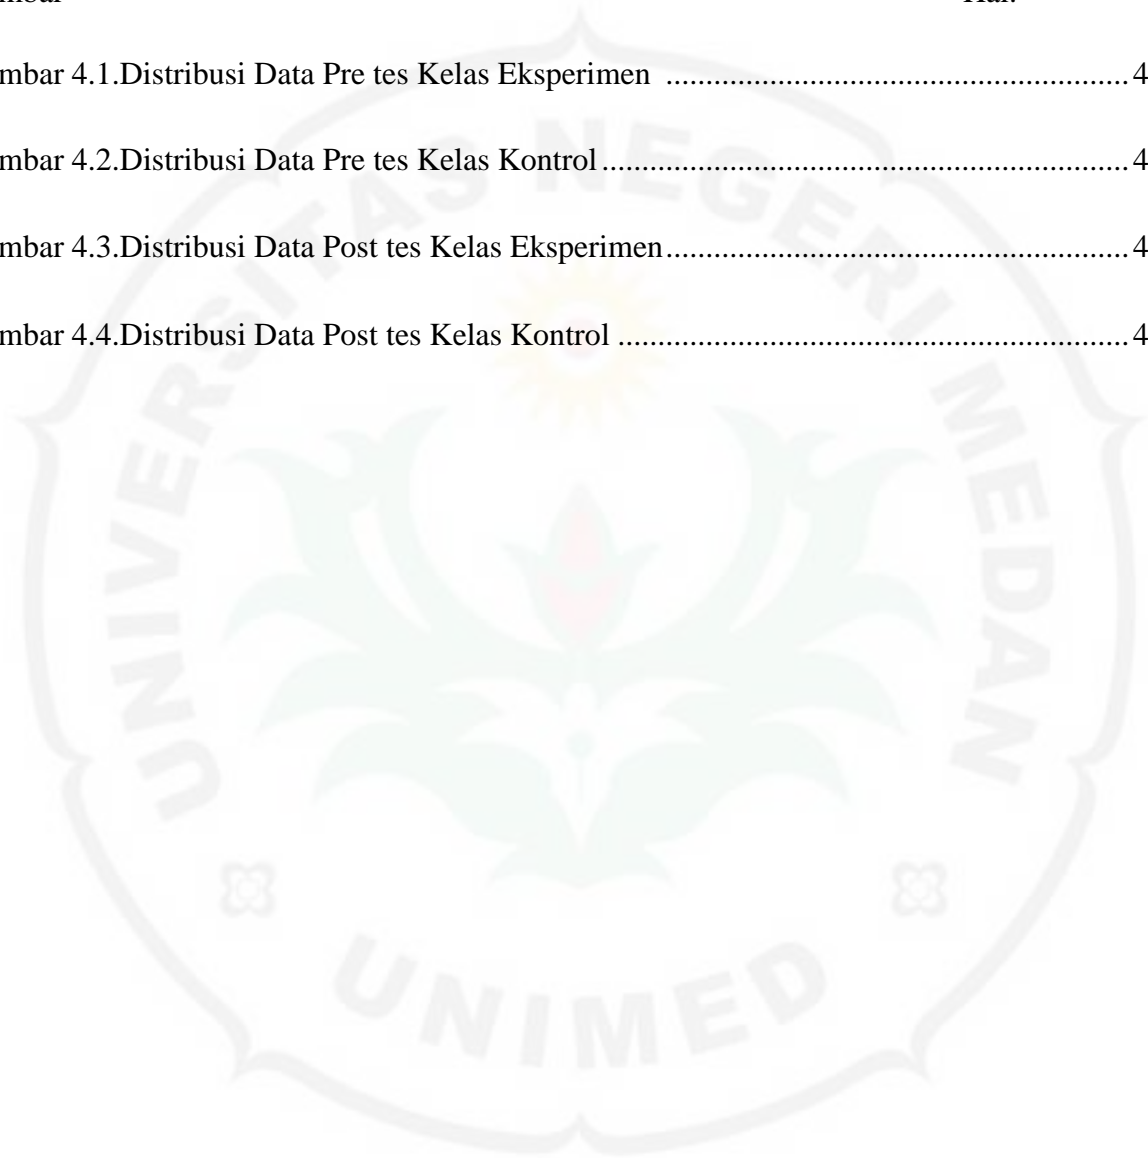 mbar Hal.
mbar 4.1.Distribusi Data Pre tes Kelas Eksperimen ........................................................ 4
mbar 4.2.Distribusi Data Pre tes Kelas Kontrol ................................................................ 4
mbar 4.3.Distribusi Data Post tes Kelas Eksperimen ........................................................ 4
mbar 4.4.Distribusi Data Post tes Kelas Kontrol .............................................................. 4
UNIVERSITAS NEGERI MEDAN
UNIMED